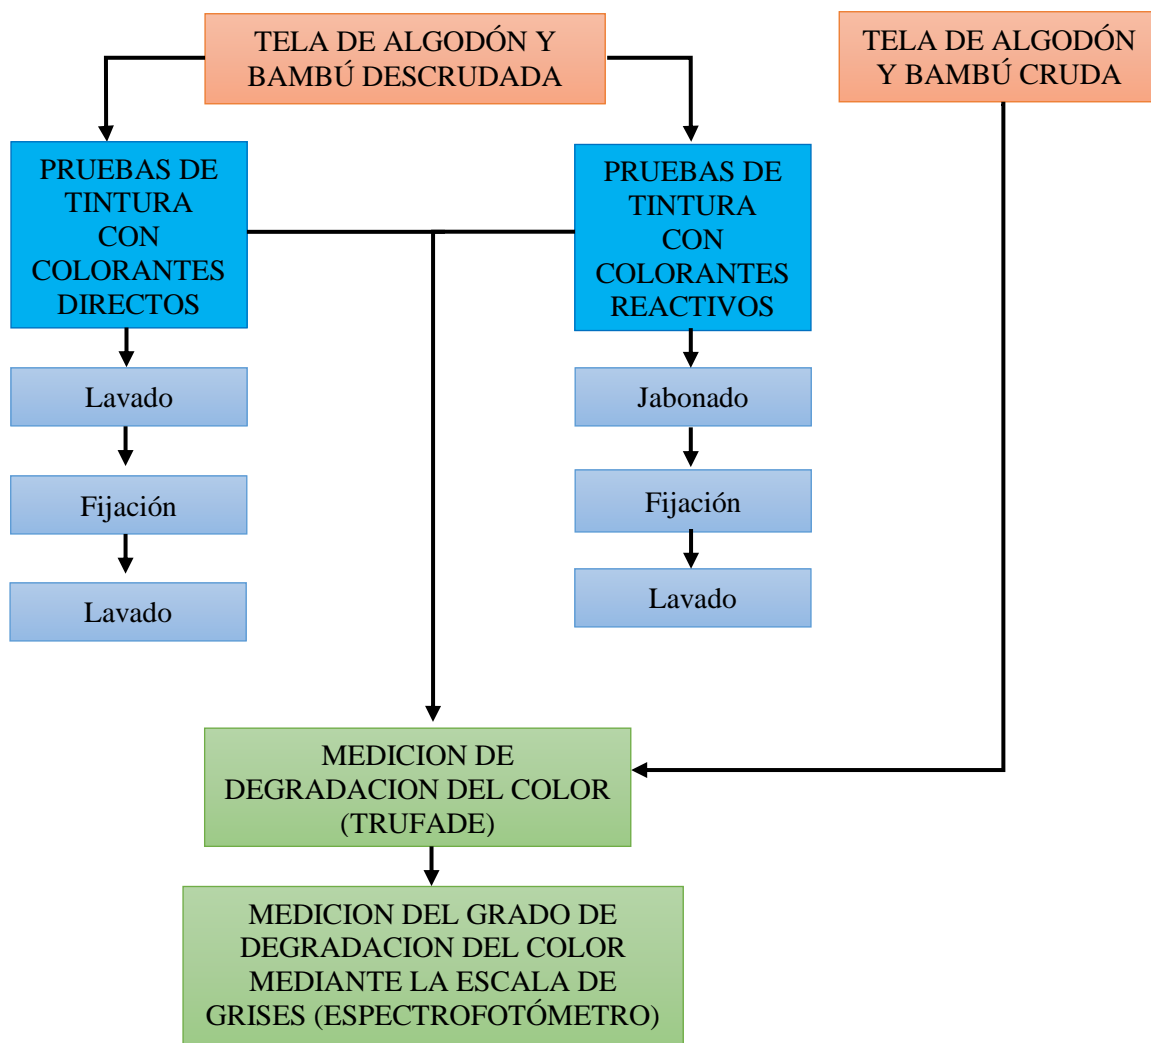 TELA DE ALGODÓN Y
BAMBÚ DESCRUDADA
TELA DE ALGODÓN
Y BAMBÚ CRUDA
PRUEBAS DE
TINTURA
CON
COLORANTES
DIRECTOS
PRUEBAS DE
TINTURA
CON
COLORANTES
REACTIVOS
Lavado
Jabonado
Fijación
Fijación
Lavado
Lavado
MEDICION DE
DEGRADACION DEL COLOR
(TRUFADE)
MEDICION DEL GRADO DE
DEGRADACION DEL COLOR
MEDIANTE LA ESCALA DE
GRISES (ESPECTROFOTÓMETRO)